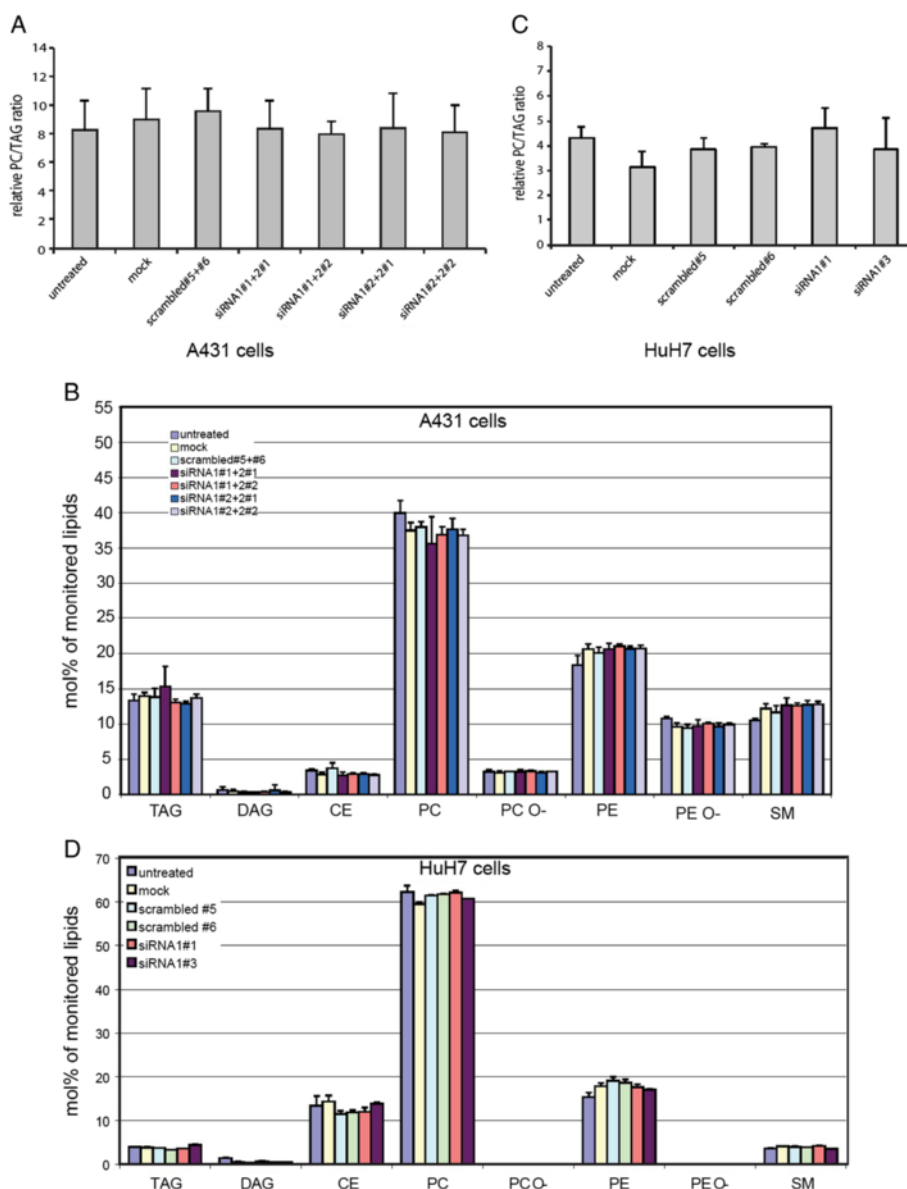 A
14
12
10
8
6
4
2
0
relative PC/TAG ratio
untreated
mock
scrambled#5+#6
siRNA1#1+2#1
siRNA1#1+2#2
siRNA1#2+2#1
siRNA1#2+2#2
A431 cells
C
8
7
6
5
4
3
2
1
0
relative PC/TAG ratio
untreated
mock
scrambled#5
scrambled#6
siRNA1#1
siRNA1#3
HuH7 cells
B
A431 cells
55
50
45
40
35
30
25
20
15
10
5
0
mol% of monitored lipids
untreated
mock
scrambled#5+#6
siRNA1#1+2#1
siRNA1#1+2#2
siRNA1#2+2#1
siRNA1#2+2#2
TAG DAG CE PC PC O- PE PE O- SM
D
HuH7 cells
70
60
50
40
30
20
10
0
mol% of monitored lipids
untreated
mock
scrambled #5
scrambled #6
siRNA1#1
siRNA1#3
TAG DAG CE PC PC O- PE PE O- SM